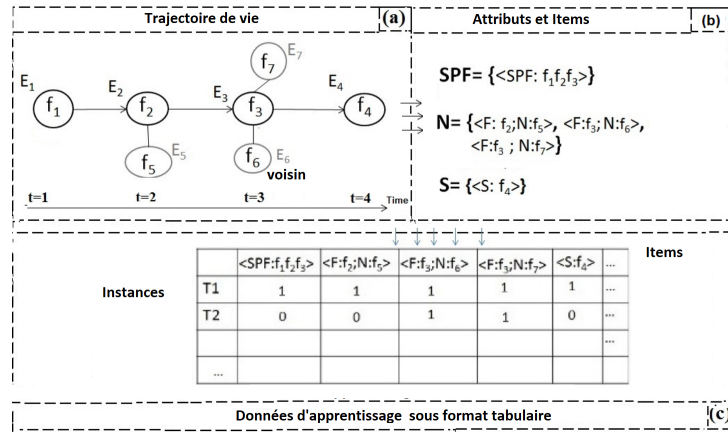 Trajectoire de vie
(a)
Attributs et Items
(b)
E7
f7
E1
E2
E3
E4
f1
f2
f3
f4
f5
E5
f6
E6
voisin
t=1
t=2
t=3
t=4
Time
SPF= {<SPF: f1f2f3>}
N= {<F: f2;N:f5>, <F:f3; N:f6>,
<F:f3 ; N:f7>}
S= {<S: f4>}
Items
Instances
<SPF:f1f2f3> <F:f2;N:f5> <F:f3;N:f6> <F:f3;N:f7> <S:f4> ...
T1 1 1 1 1 1 ...
T2 0 0 1 1 0 ...
...
...
Données d'apprentissage sous format tabulaire
(c)